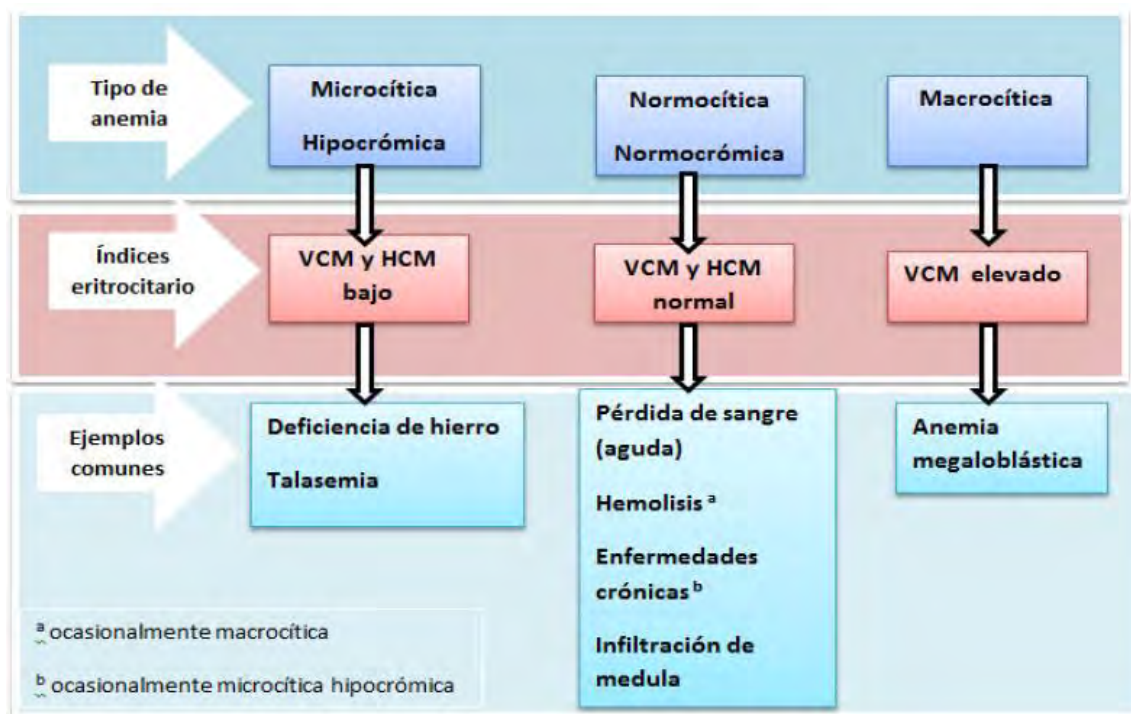 Tipo de
anemia
Microcítica
Hipocrómica
Normocítica
Normocrómica
Macrocítica
Índices
eritrocitario
VCM y HCM
bajo
VCM y HCM
normal
VCM elevado
Ejemplos
comunes
Deficiencia de hierro
Talasemia
Pérdida de sangre
(aguda)
Hemolisis ᵃ
Enfermedades
crónicas ᵇ
Infiltración de
medula
Anemia
megaloblástica
ᵃ ocasionalmente macrocítica
ᵇ ocasionalmente microcítica hipocrómica